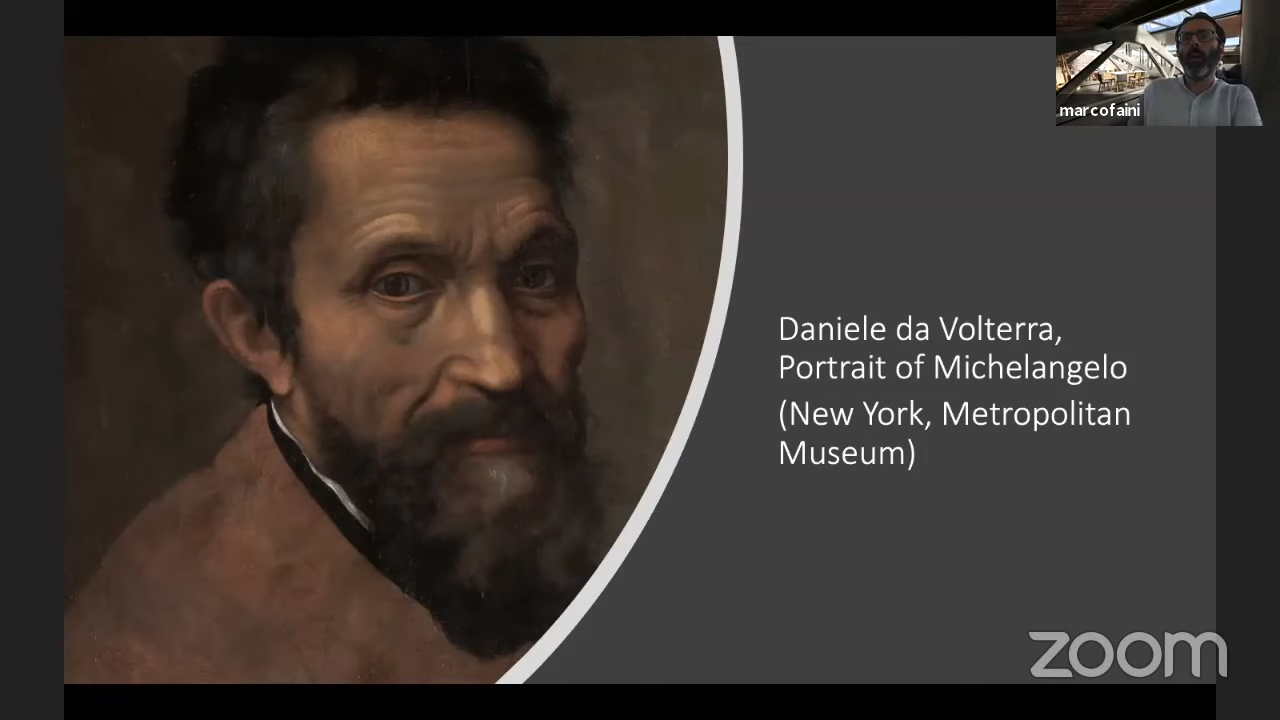 marcofaini
Daniele da Volterra,
Portrait of Michelangelo
(New York, Metropolitan
Museum)
zoom